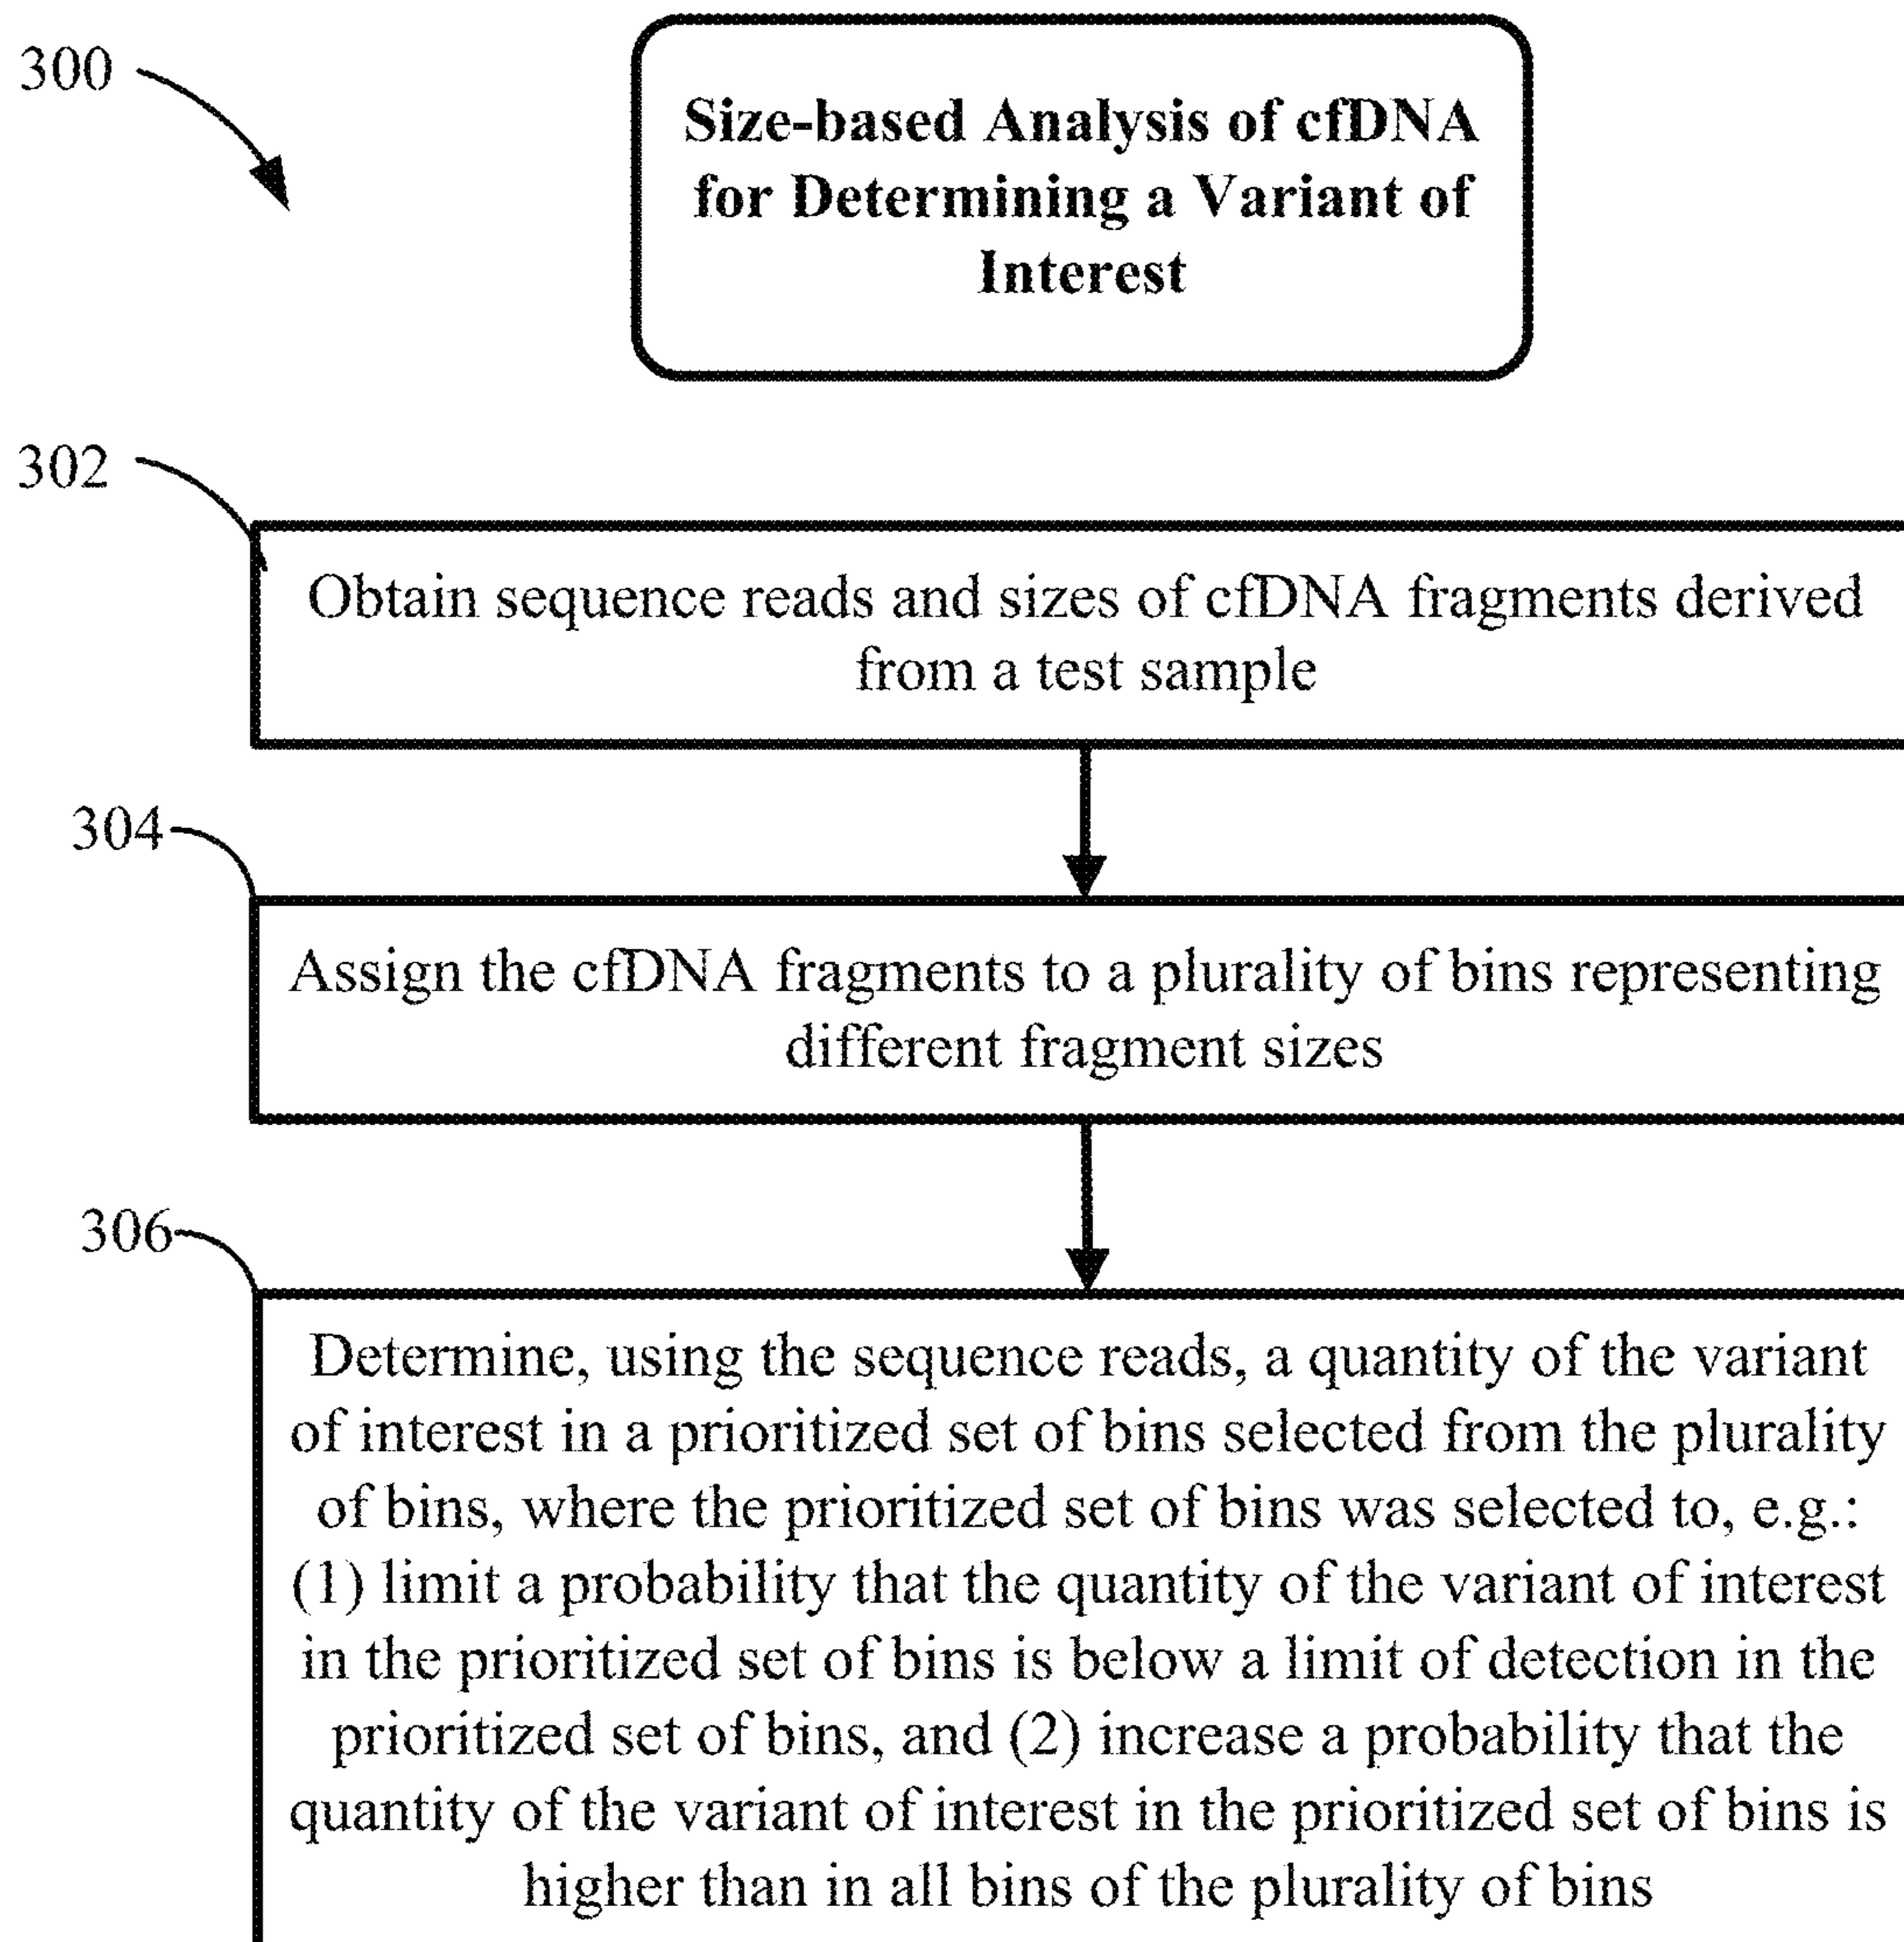 300
Size-based Analysis of cfDNA
for Determining a Variant of
Interest
302
Obtain sequence reads and sizes of cfDNA fragments derived
from a test sample
304
Assign the cfDNA fragments to a plurality of bins representing
different fragment sizes
306
Determine, using the sequence reads, a quantity of the variant
of interest in a prioritized set of bins selected from the plurality
of bins, where the prioritized set of bins was selected to, e.g.:
(1) limit a probability that the quantity of the variant of interest
in the prioritized set of bins is below a limit of detection in the
prioritized set of bins, and (2) increase a probability that the
quantity of the variant of interest in the prioritized set of bins is
higher than in all bins of the plurality of bins